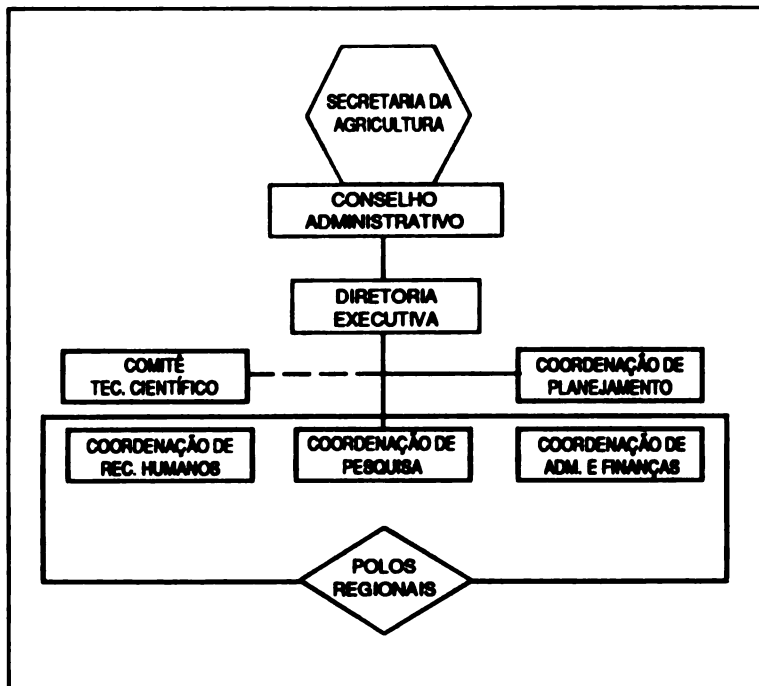 SECRETARIA DA
AGRICULTURA
CONSELHO
ADMINISTRATIVO
DIRETORIA
EXECUTIVA
COMITÊ
TEC. CIENTÍFICO
COORDENAÇÃO DE
PLANEJAMENTO
COORDENAÇÃO DE
REC. HUMANOS
COORDENAÇÃO DE
PESQUISA
COORDENAÇÃO DE
ADM. E FINANÇAS
POLOS
REGIONAIS